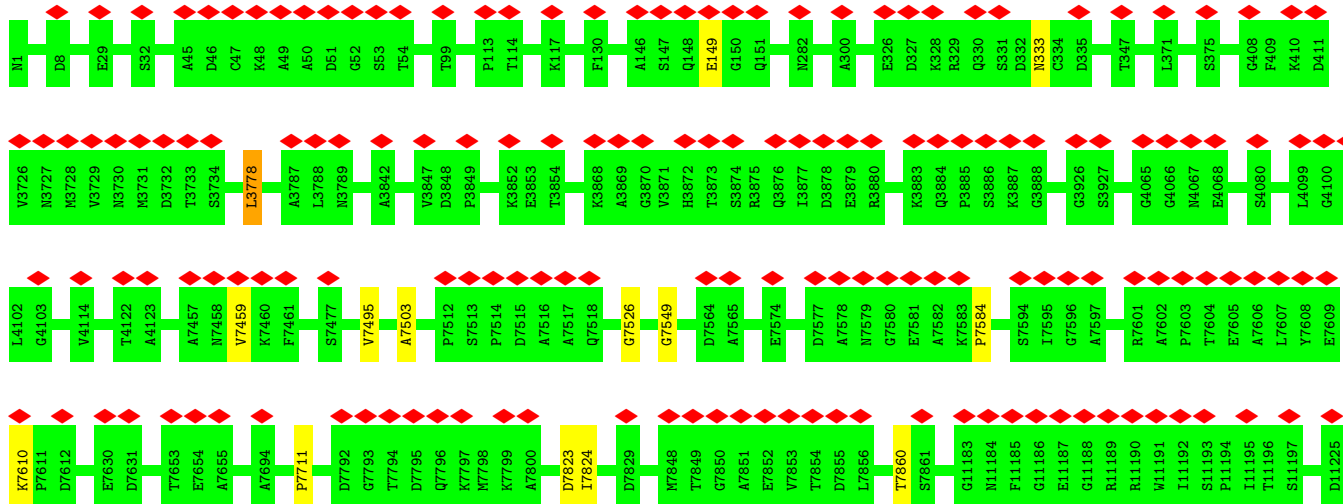 N1 D8 E29 S32 A45 D46 C47 K48 A49 A50 D51 G52 S53 T54 T99 P113 T114 K117 F130 A146 S147 Q148 E149 G150 Q151 N282 A300 E326 D327 K328 R329 Q330 S331 D332 N333 C334 D335 T347 L371 S375 G408 F409 K410 D411
V3726 N3727 M3728 V3729 N3730 M3731 D3732 T3733 S3734 L3778 A3787 L3788 N3789 A3842 V3847 D3848 P3849 K3852 E3853 T3854 K3868 A3869 G3870 V3871 H3872 T3873 S3874 R3875 Q3876 I3877 D3878 E3879 R3880 K3883 Q3884 P3885 S3886 K3887 G3888 G3926 S3927 G4065 G4066 N4067 E4068 S4080 L4099 G4100
L4102 G4103 V4114 T4122 A4123 A7457 N7458 V7459 K7460 F7461 S7477 V7495 A7503 P7512 S7513 P7514 D7515 A7516 A7517 Q7518 G7526 G7549 D7564 A7565 E7574 D7577 A7578 N7579 G7580 E7581 A7582 K7583 P7584 S7594 I7595 G7596 A7597 R7601 A7602 P7603 T7604 E7605 A7606 L7607 Y7608 E7609
K7610 P7611 D7612 E7630 D7631 T7653 E7654 A7655 A7694 P7711 D7792 G7793 T7794 D7795 Q7796 K7797 M7798 K7799 A7800 D7823 I7824 D7829 M7848 T7849 G7850 A7851 E7852 V7853 T7854 D7855 L7856 T7860 S7861 G11183 N11184 F11185 G11186 E11187 G11188 R11189 R11190 W11191 I11192 S11193 P11194 I11195 T11196 S11197 D11225